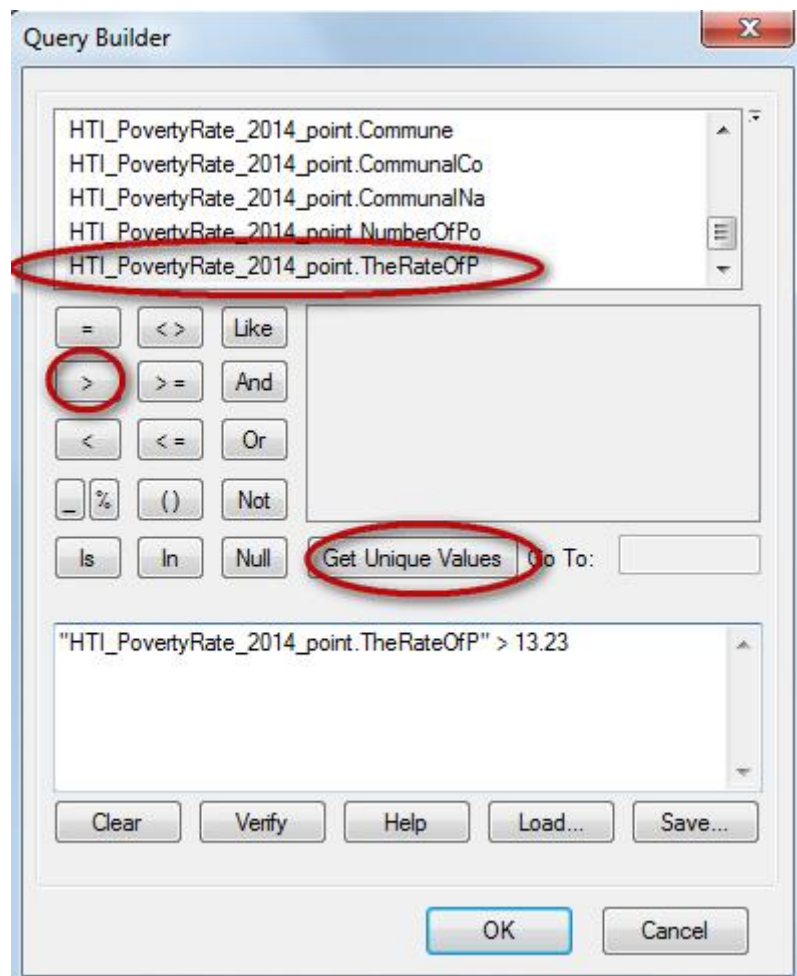 Query Builder
HTI_PovertyRate_2014_point.Commune
HTI_PovertyRate_2014_point.CommunalCo
HTI_PovertyRate_2014_point.CommunalNa
HTI_PovertyRate_2014_point.NumberOfPo
HTI_PovertyRate_2014_point.TheRateOfP
= < > Like
> > = And
< < = Or
_ % () Not
Is In Null Get Unique Values Go To:
"HTI_PovertyRate_2014_point.TheRateOfP" > 13.23
Clear Verify Help Load... Save...
OK Cancel